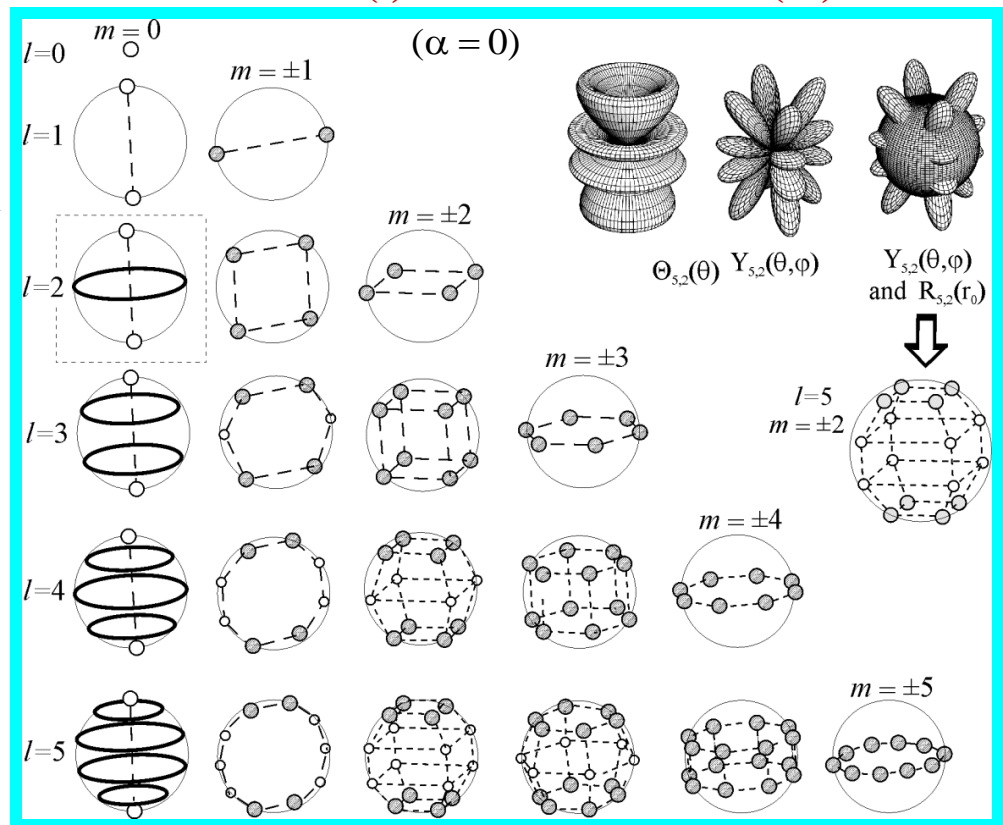 m = 0
(α = 0)
l=0
m = ±1
l=1
m = ±2
Θ₅,₂(θ) Y₅,₂(θ,φ)
Y₅,₂(θ,φ)
and R₅,₂(r₀)
l=2
m = ±3
l=5
m = ±2
l=3
m = ±4
l=4
m = ±5
l=5